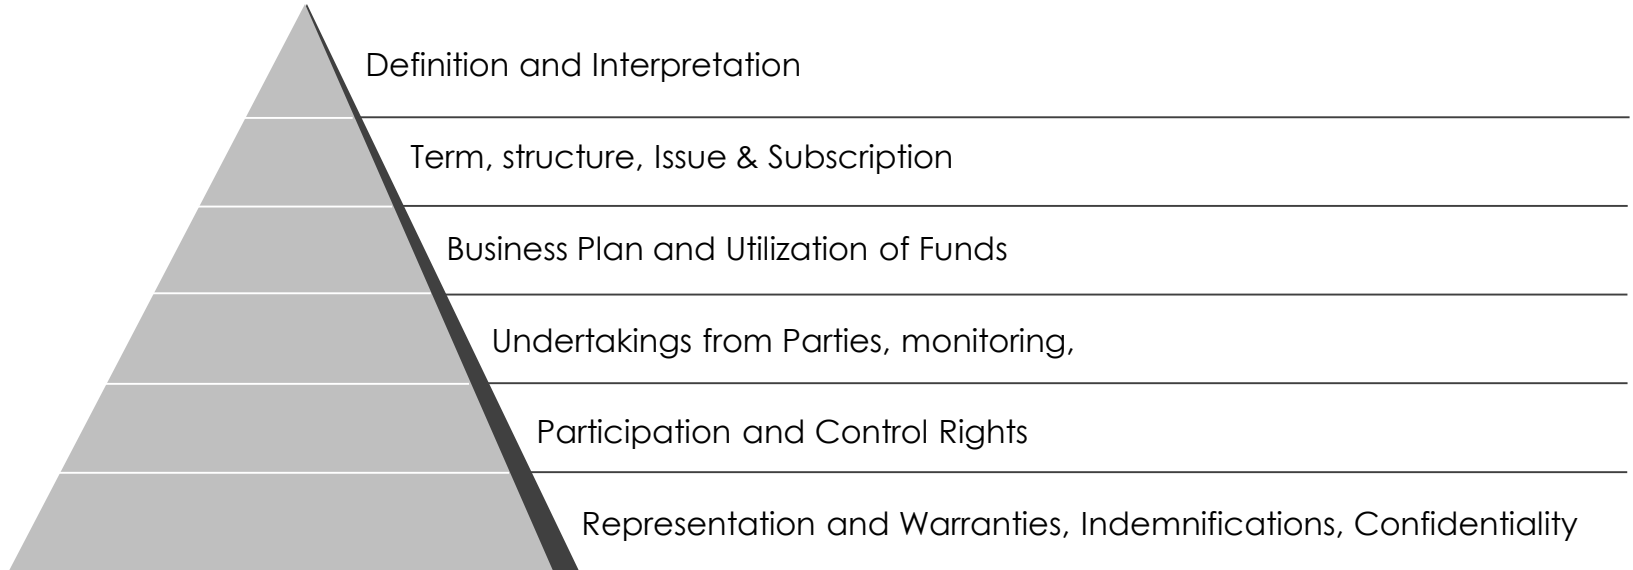 Definition and Interpretation
Term, structure, Issue & Subscription
Business Plan and Utilization of Funds
Undertakings from Parties, monitoring,
Participation and Control Rights
Representation and Warranties, Indemnifications, Confidentiality